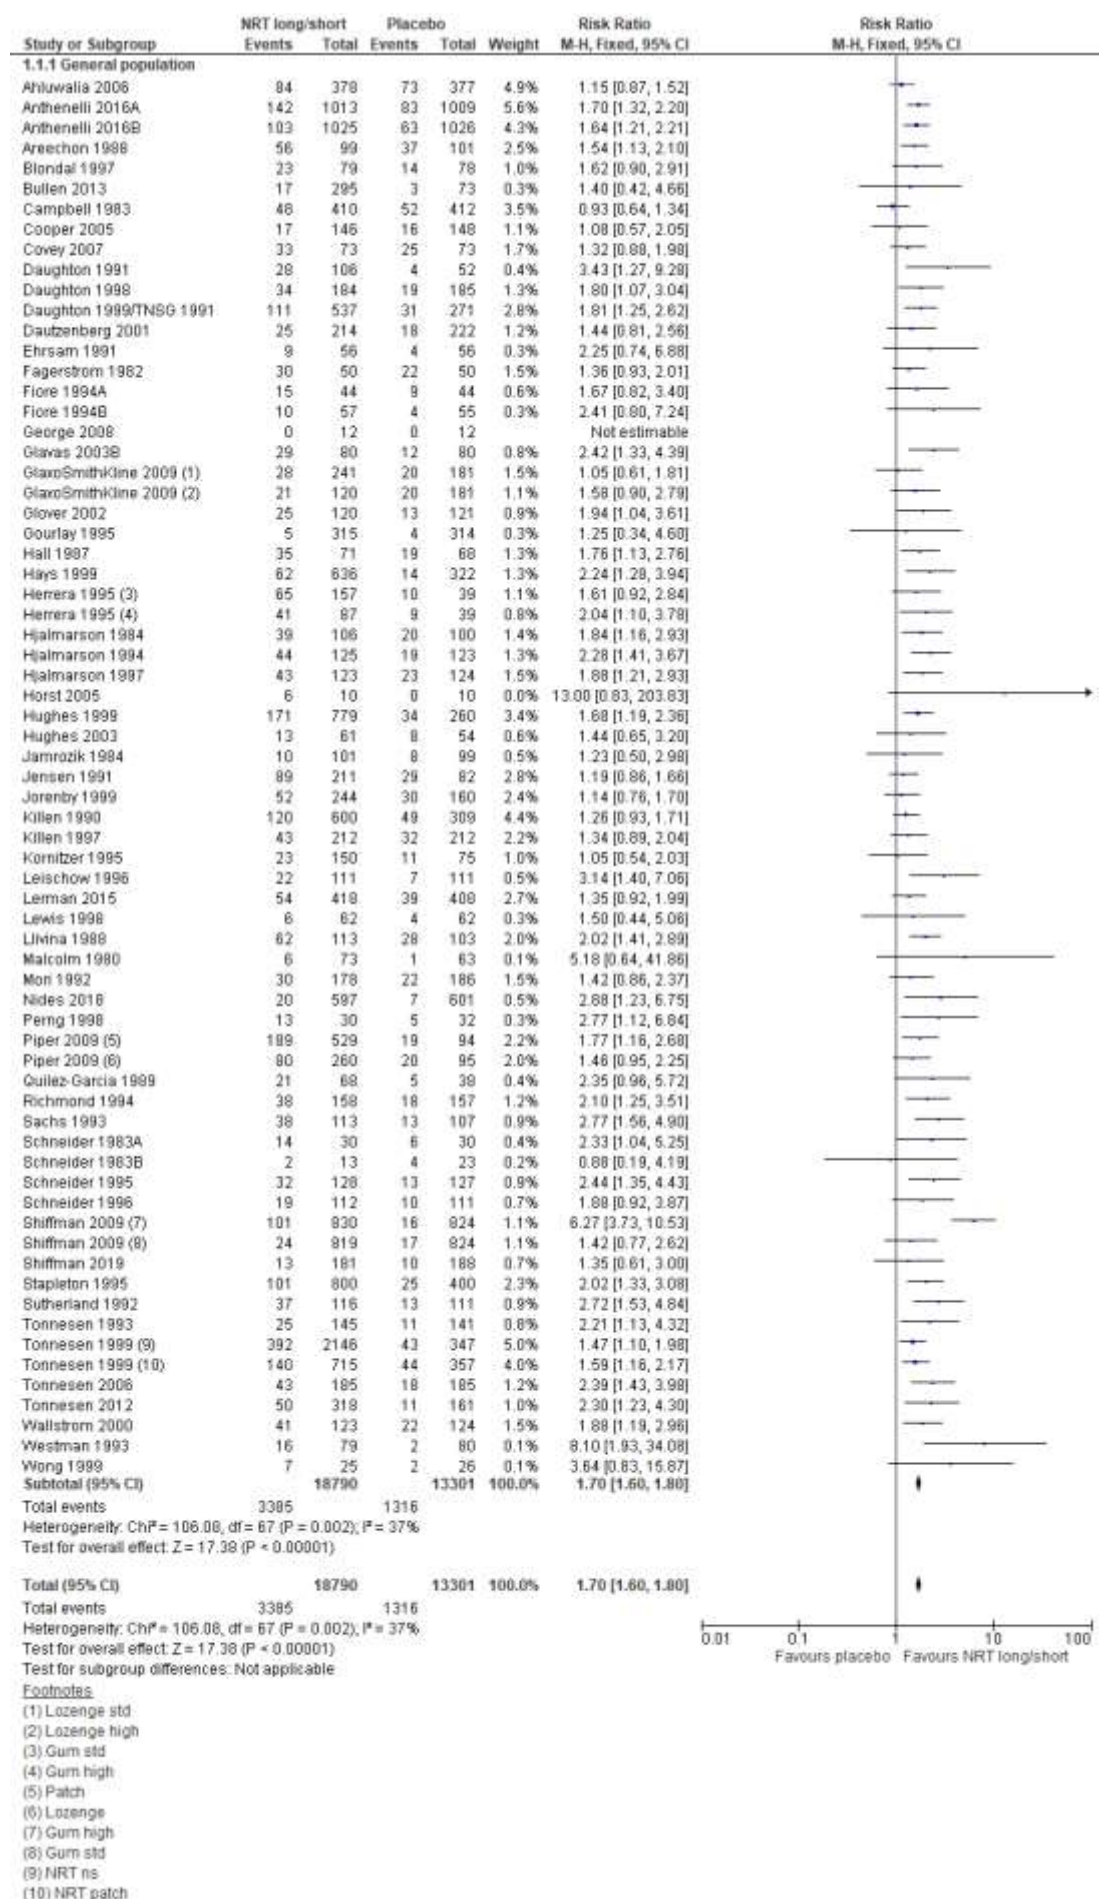 NRT long/short Placebo Risk Ratio Risk Ratio
Study or Subgroup Events Total Events Total Weight M-H, Fixed, 95% CI M-H, Fixed, 95% CI
1.1.1 General population
Ahluwalia 2006 84 378 73 377 4.9% 1.15 [0.87, 1.52]
Anthenelli 2016A 142 1013 83 1009 5.6% 1.70 [1.32, 2.20]
Anthenelli 2016B 103 1025 63 1026 4.3% 1.64 [1.21, 2.21]
Areechon 1988 56 99 37 101 2.5% 1.54 [1.13, 2.10]
Blondal 1997 23 79 14 78 1.0% 1.62 [0.90, 2.91]
Bullen 2013 17 295 3 73 0.3% 1.40 [0.42, 4.66]
Campbell 1983 48 410 52 412 3.5% 0.93 [0.64, 1.34]
Cooper 2005 17 146 16 148 1.1% 1.08 [0.57, 2.05]
Covey 2007 33 73 25 73 1.7% 1.32 [0.88, 1.98]
Daughton 1991 28 106 4 52 0.4% 3.43 [1.27, 9.28]
Daughton 1998 34 184 19 185 1.3% 1.80 [1.07, 3.04]
Daughton 1999/TNSG 1991 111 537 31 271 2.8% 1.81 [1.25, 2.62]
Dautzenberg 2001 25 214 18 222 1.2% 1.44 [0.81, 2.56]
Ehrsam 1991 9 56 4 56 0.3% 2.25 [0.74, 6.88]
Fagerstrom 1982 30 50 22 50 1.5% 1.36 [0.93, 2.01]
Fiore 1994A 15 44 9 44 0.6% 1.67 [0.82, 3.40]
Fiore 1994B 10 57 4 55 0.3% 2.41 [0.80, 7.24]
George 2008 0 12 0 12 Not estimable
Glavas 2003B 29 80 12 80 0.8% 2.42 [1.33, 4.39]
GlaxoSmithKline 2009 (1) 28 241 20 181 1.5% 1.05 [0.61, 1.81]
GlaxoSmithKline 2009 (2) 21 120 20 181 1.1% 1.58 [0.90, 2.79]
Glover 2002 25 120 13 121 0.9% 1.94 [1.04, 3.61]
Gourlay 1995 5 315 4 314 0.3% 1.25 [0.34, 4.60]
Hall 1987 35 71 19 68 1.3% 1.76 [1.13, 2.76]
Hays 1999 62 636 14 322 1.3% 2.24 [1.28, 3.94]
Herrera 1995 (3) 65 157 10 39 1.1% 1.61 [0.92, 2.84]
Herrera 1995 (4) 41 87 9 39 0.8% 2.04 [1.10, 3.78]
Hjalmarson 1984 39 106 20 100 1.4% 1.84 [1.16, 2.93]
Hjalmarson 1994 44 125 19 123 1.3% 2.28 [1.41, 3.67]
Hjalmarson 1997 43 123 23 124 1.5% 1.88 [1.21, 2.93]
Horst 2005 6 10 0 10 0.0% 13.00 [0.83, 203.83]
Hughes 1999 171 779 34 260 3.4% 1.68 [1.19, 2.36]
Hughes 2003 13 61 8 54 0.6% 1.44 [0.65, 3.20]
Jamrozik 1984 10 101 8 99 0.5% 1.23 [0.50, 2.98]
Jensen 1991 89 211 29 82 2.8% 1.19 [0.86, 1.66]
Jorenby 1999 52 244 30 160 2.4% 1.14 [0.76, 1.70]
Killen 1990 120 600 49 309 4.4% 1.26 [0.93, 1.71]
Killen 1997 43 212 32 212 2.2% 1.34 [0.89, 2.04]
Kornitzer 1995 23 150 11 75 1.0% 1.05 [0.54, 2.03]
Leischow 1996 22 111 7 111 0.5% 3.14 [1.40, 7.06]
Lerman 2015 54 418 39 408 2.7% 1.35 [0.92, 1.99]
Lewis 1998 6 62 4 62 0.3% 1.50 [0.44, 5.06]
Llivina 1988 62 113 28 103 2.0% 2.02 [1.41, 2.89]
Malcolm 1980 6 73 1 63 0.1% 5.18 [0.64, 41.86]
Mori 1992 30 178 22 186 1.5% 1.42 [0.86, 2.37]
Nides 2018 20 597 7 601 0.5% 2.88 [1.23, 6.75]
Perng 1998 13 30 5 32 0.3% 2.77 [1.12, 6.84]
Piper 2009 (5) 189 529 19 94 2.2% 1.77 [1.16, 2.68]
Piper 2009 (6) 80 260 20 95 2.0% 1.46 [0.95, 2.25]
Quilez-Garcia 1989 21 68 5 38 0.4% 2.35 [0.96, 5.72]
Richmond 1994 38 158 18 157 1.2% 2.10 [1.25, 3.51]
Sachs 1993 38 113 13 107 0.9% 2.77 [1.56, 4.90]
Schneider 1983A 14 30 6 30 0.4% 2.33 [1.04, 5.25]
Schneider 1983B 2 13 4 23 0.2% 0.88 [0.19, 4.19]
Schneider 1995 32 128 13 127 0.9% 2.44 [1.35, 4.43]
Schneider 1996 19 112 10 111 0.7% 1.88 [0.92, 3.87]
Shiffman 2009 (7) 101 830 16 824 1.1% 6.27 [3.73, 10.53]
Shiffman 2009 (8) 24 819 17 824 1.1% 1.42 [0.77, 2.62]
Shiffman 2019 13 181 10 188 0.7% 1.35 [0.61, 3.00]
Stapleton 1995 101 800 25 400 2.3% 2.02 [1.33, 3.08]
Sutherland 1992 37 116 13 111 0.9% 2.72 [1.53, 4.84]
Tonnesen 1993 25 145 11 141 0.8% 2.21 [1.13, 4.32]
Tonnesen 1999 (9) 392 2146 43 347 5.0% 1.47 [1.10, 1.98]
Tonnesen 1999 (10) 140 715 44 357 4.0% 1.59 [1.16, 2.17]
Tonnesen 2006 43 185 18 185 1.2% 2.39 [1.43, 3.98]
Tonnesen 2012 50 318 11 161 1.0% 2.30 [1.23, 4.30]
Wallstrom 2000 41 123 22 124 1.5% 1.88 [1.19, 2.96]
Westman 1993 16 79 2 80 0.1% 8.10 [1.93, 34.08]
Wong 1999 7 25 2 26 0.1% 3.64 [0.83, 15.87]
Subtotal (95% CI) 18790 13301 100.0% 1.70 [1.60, 1.80]
Total events 3385 1316
Heterogeneity: Chi² = 106.08, df = 67 (P = 0.002); I² = 37%
Test for overall effect: Z = 17.38 (P < 0.00001)
Total (95% CI) 18790 13301 100.0% 1.70 [1.60, 1.80]
Total events 3385 1316
Heterogeneity: Chi² = 106.08, df = 67 (P = 0.002); I² = 37%
0.01 0.1 1 10 100
Test for overall effect: Z = 17.38 (P < 0.00001)
Favours placebo Favours NRT long/short
Test for subgroup differences: Not applicable
Footnotes
(1) Lozenge std
(2) Lozenge high
(3) Gum std
(4) Gum high
(5) Patch
(6) Lozenge
(7) Gum high
(8) Gum std
(9) NRT ns
(10) NRT patch